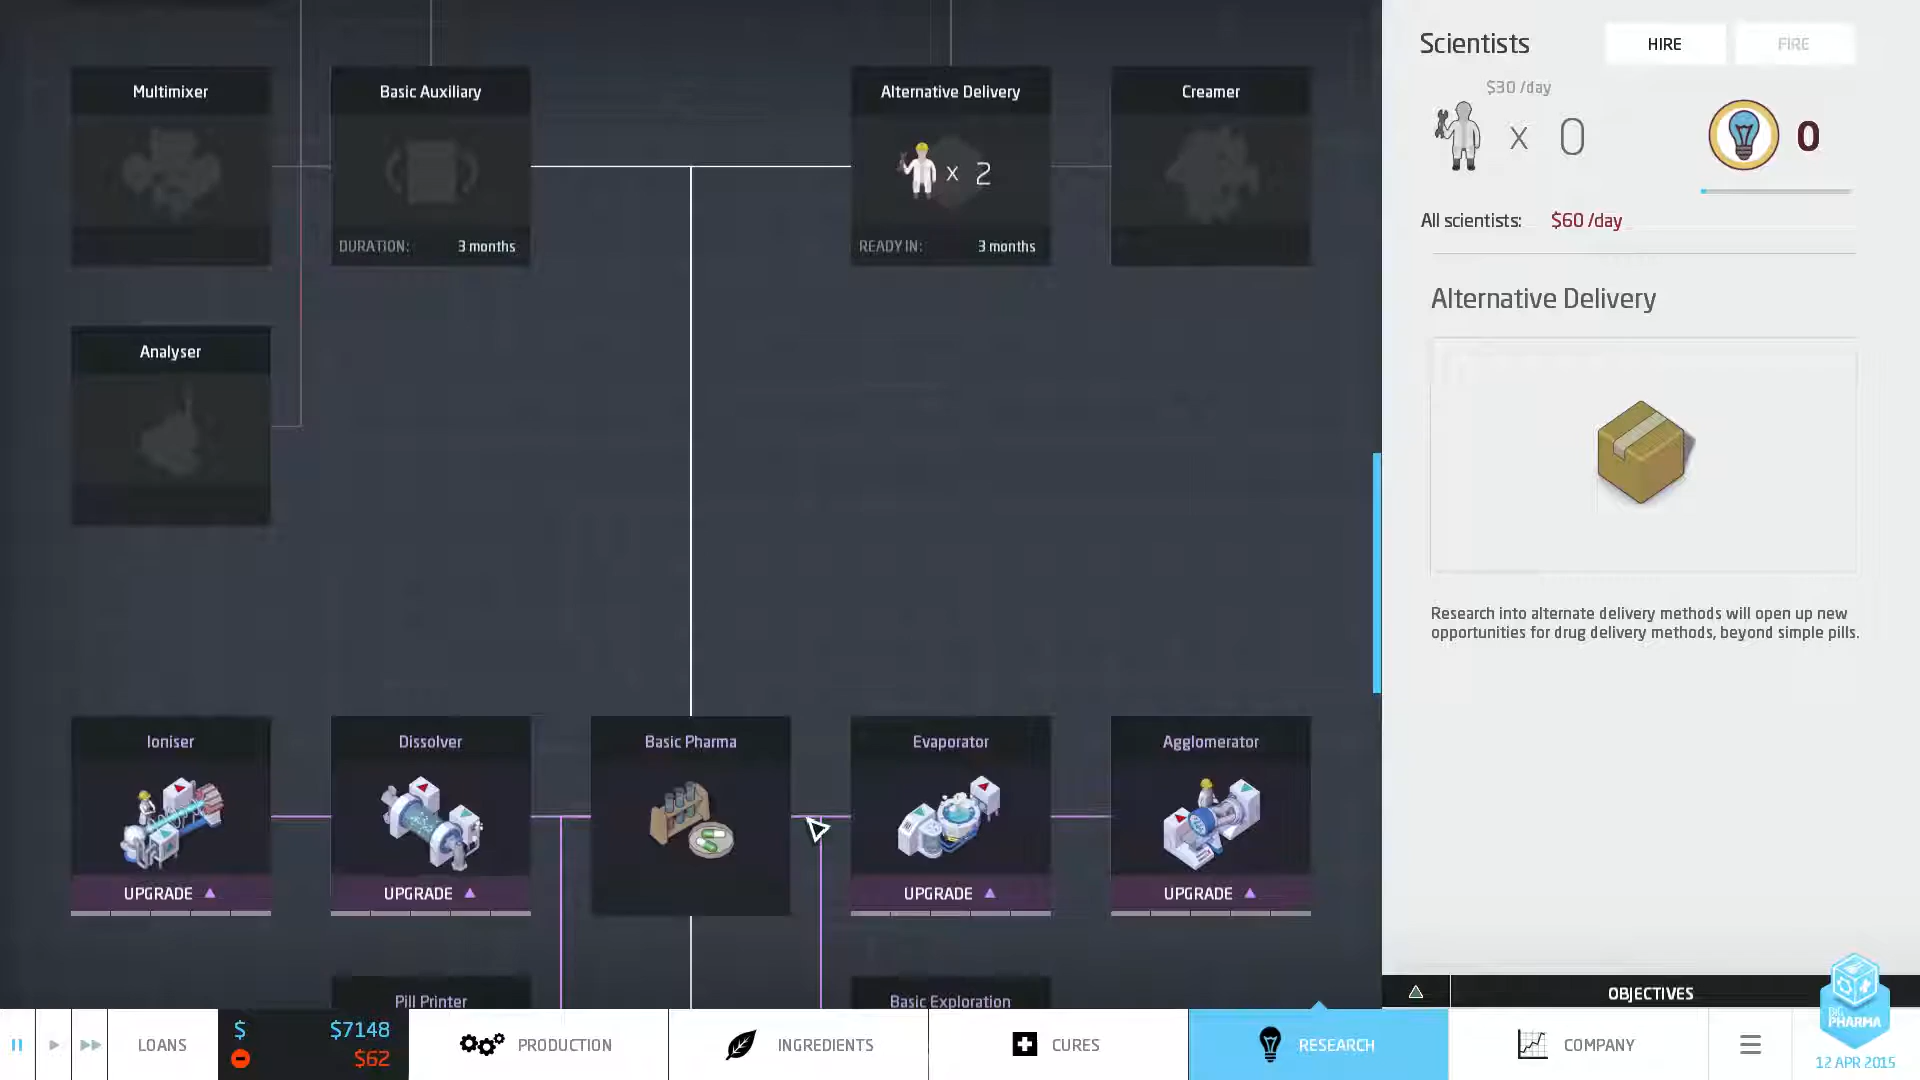 Multimixer
Basic Auxiliary
DURATION: 3 months
Alternative Delivery
x 2
READY IN: 3 months
Creamer
Analyser
Ioniser
UPGRADE
Dissolver
UPGRADE
Basic Pharma
Evaporator
UPGRADE
Agglomerator
UPGRADE
Pill Printer
Basic Exploration
Scientists
HIRE
FIRE
$30 /day
x 0
0
All scientists: $60 /day
Alternative Delivery
Research into alternate delivery methods will open up new
opportunities for drug delivery methods, beyond simple pills.
OBJECTIVES
LOANS
$ $7148
$62
PRODUCTION
INGREDIENTS
CURES
RESEARCH
COMPANY
BIG
PHARMA
12 APR 2015